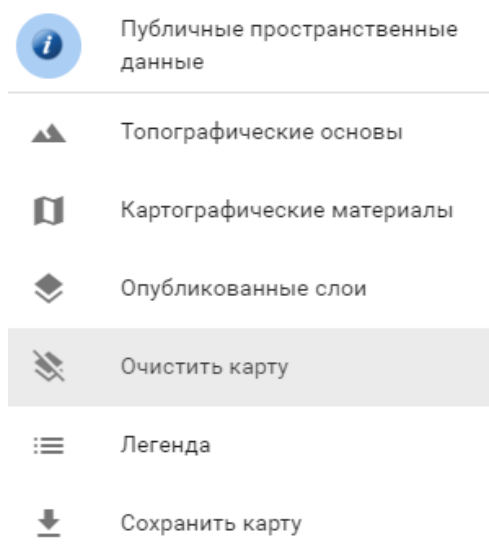 Публичные пространственные
данные
Топографические основы
Картографические материалы
Опубликованные слои
Очистить карту
Легенда
Сохранить карту